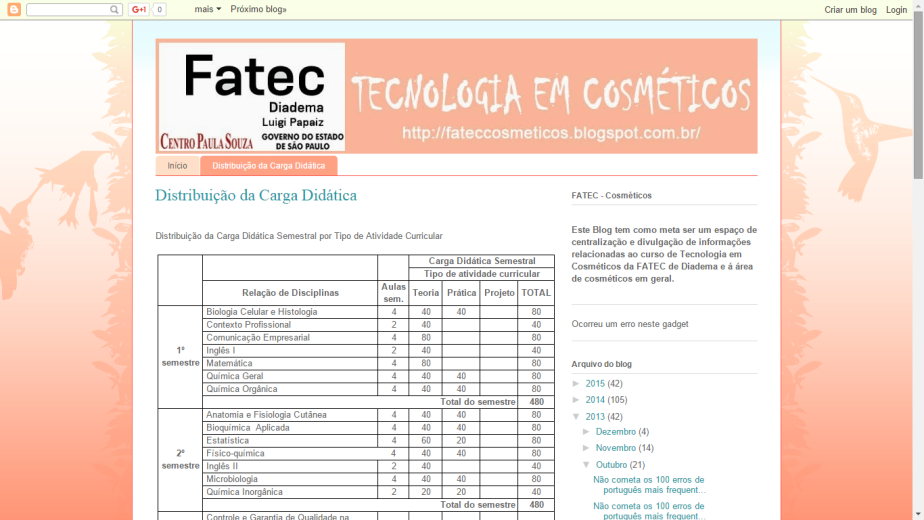 G+1 0 mais Próximo blog» Criar um blog Login
Fatec
Diadema
Luigi Papaiz
CENTRO PAULA SOUZA
GOVERNO DO ESTADO
DE SÃO PAULO
TECNOLOGIA EM COSMÉTICOS
http://fateccosmeticos.blogspot.com.br/
Início Distribuição da Carga Didática
Distribuição da Carga Didática
Distribuição da Carga Didática Semestral por Tipo de Atividade Curricular
Carga Didática Semestral
Tipo de atividade curricular
Relação de Disciplinas Aulas sem. Teoria Prática Projeto TOTAL
1º semestre
Biologia Celular e Histologia 4 40 40 80
Contexto Profissional 2 40 40
Comunicação Empresarial 4 80 80
Inglês I 2 40 40
Matemática 4 80 80
Química Geral 4 40 40 80
Química Orgânica 4 40 40 80
Total do semestre 480
2º semestre
Anatomia e Fisiologia Cutânea 4 40 40 80
Bioquímica Aplicada 4 40 40 80
Estatística 4 60 20 80
Físico-química 4 40 40 80
Inglês II 2 40 40
Microbiologia 4 40 40 80
Química Inorgânica 2 20 20 40
Total do semestre 480
Controle e Garantia de Qualidade na
FATEC - Cosméticos
Este Blog tem como meta ser um espaço de
centralização e divulgação de informações
relacionadas ao curso de Tecnologia em
Cosméticos da FATEC de Diadema e à área
de cosméticos em geral.
Ocorreu um erro neste gadget
Arquivo do blog
► 2015 (42)
► 2014 (105)
▼ 2013 (42)
► Dezembro (4)
► Novembro (14)
▼ Outubro (21)
Não cometa os 100 erros de
português mais frequent...
Não cometa os 100 erros de
português mais frequent...